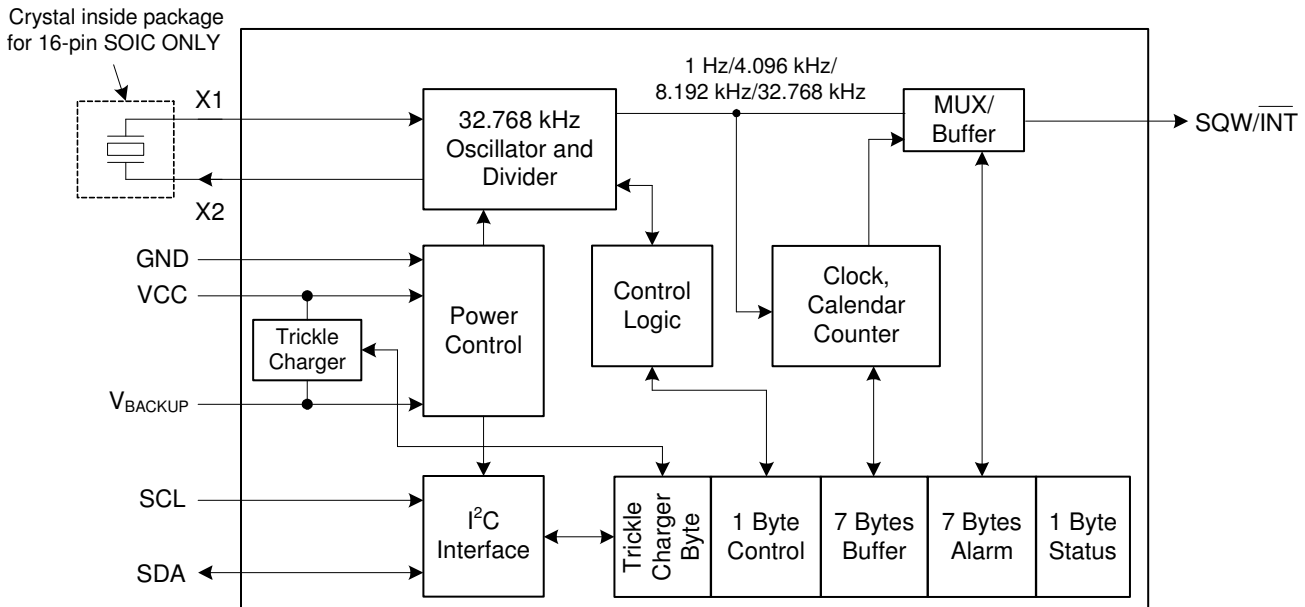 Crystal inside package
for 16-pin SOIC ONLY
X1
X2
1 Hz/4.096 kHz/
8.192 kHz/32.768 kHz
32.768 kHz
Oscillator and
Divider
MUX/
Buffer
SQW/INT
GND
VCC
Trickle
Charger
VBACKUP
Power
Control
Control
Logic
Clock,
Calendar
Counter
SCL
SDA
I²C
Interface
Trickle
Charger
Byte
1 Byte
Control
7 Bytes
Buffer
7 Bytes
Alarm
1 Byte
Status